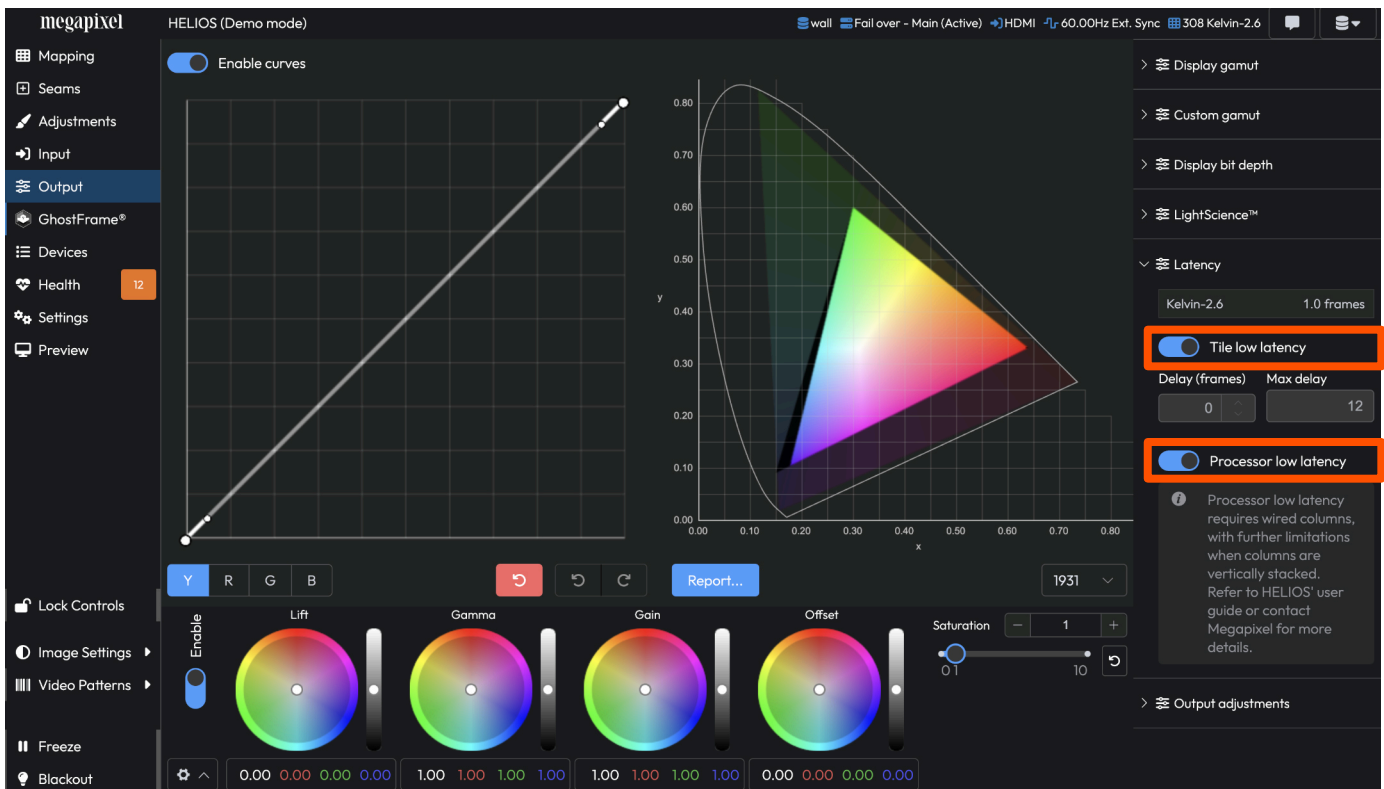 megapixel
HELIOS (Demo mode)
wall Fail over - Main (Active) HDMI 60.00Hz Ext. Sync 308 Kelvin-2.6
Mapping
Seams
Adjustments
Input
Output
GhostFrame®
Devices
Health 12
Settings
Preview
Lock Controls
Image Settings
Video Patterns
Freeze
Blackout
Enable curves
0.80
0.70
0.60
0.50
y
0.40
0.30
0.20
0.10
0.00
0.00 0.10 0.20 0.30 0.40 0.50 0.60 0.70 0.80
x
Y R G B
Report...
1931
Enable
Lift
Gamma
Gain
Offset
Saturation - 1 +
0 1 10
0.00 0.00 0.00 0.00
1.00 1.00 1.00 1.00
1.00 1.00 1.00 1.00
0.00 0.00 0.00 0.00
Display gamut
Custom gamut
Display bit depth
LightScience™
Latency
Kelvin-2.6 1.0 frames
Tile low latency
Delay (frames) Max delay
0 12
Processor low latency
Processor low latency
requires wired columns,
with further limitations
when columns are
vertically stacked.
Refer to HELIOS' user
guide or contact
Megapixel for more
details.
Output adjustments